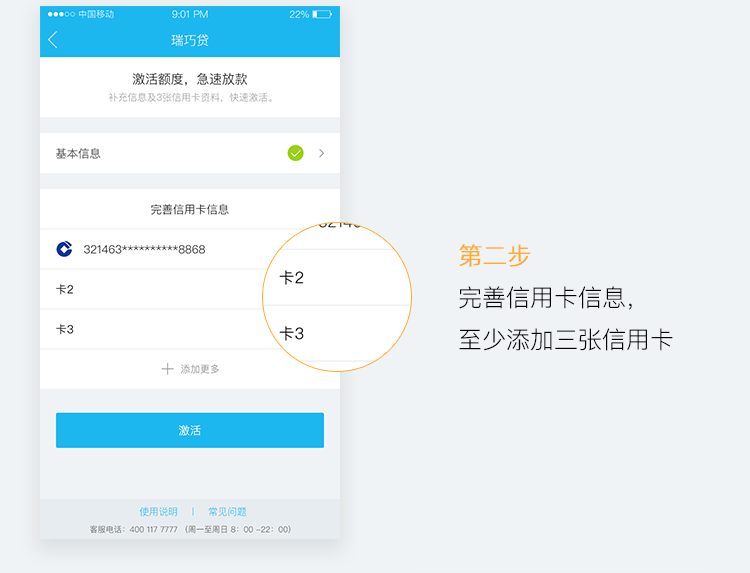 中国移动 9:01 PM 22%
瑞巧贷
激活额度，急速放款
补充信息及3张信用卡资料，快速激活。
基本信息
完善信用卡信息
321463**********8868
卡2
卡3
添加更多
激活
使用说明 | 常见问题
客服电话：400 117 7777 （周一至周日 8：00 ~22：00）
卡2
卡3
第二步
完善信用卡信息，
至少添加三张信用卡